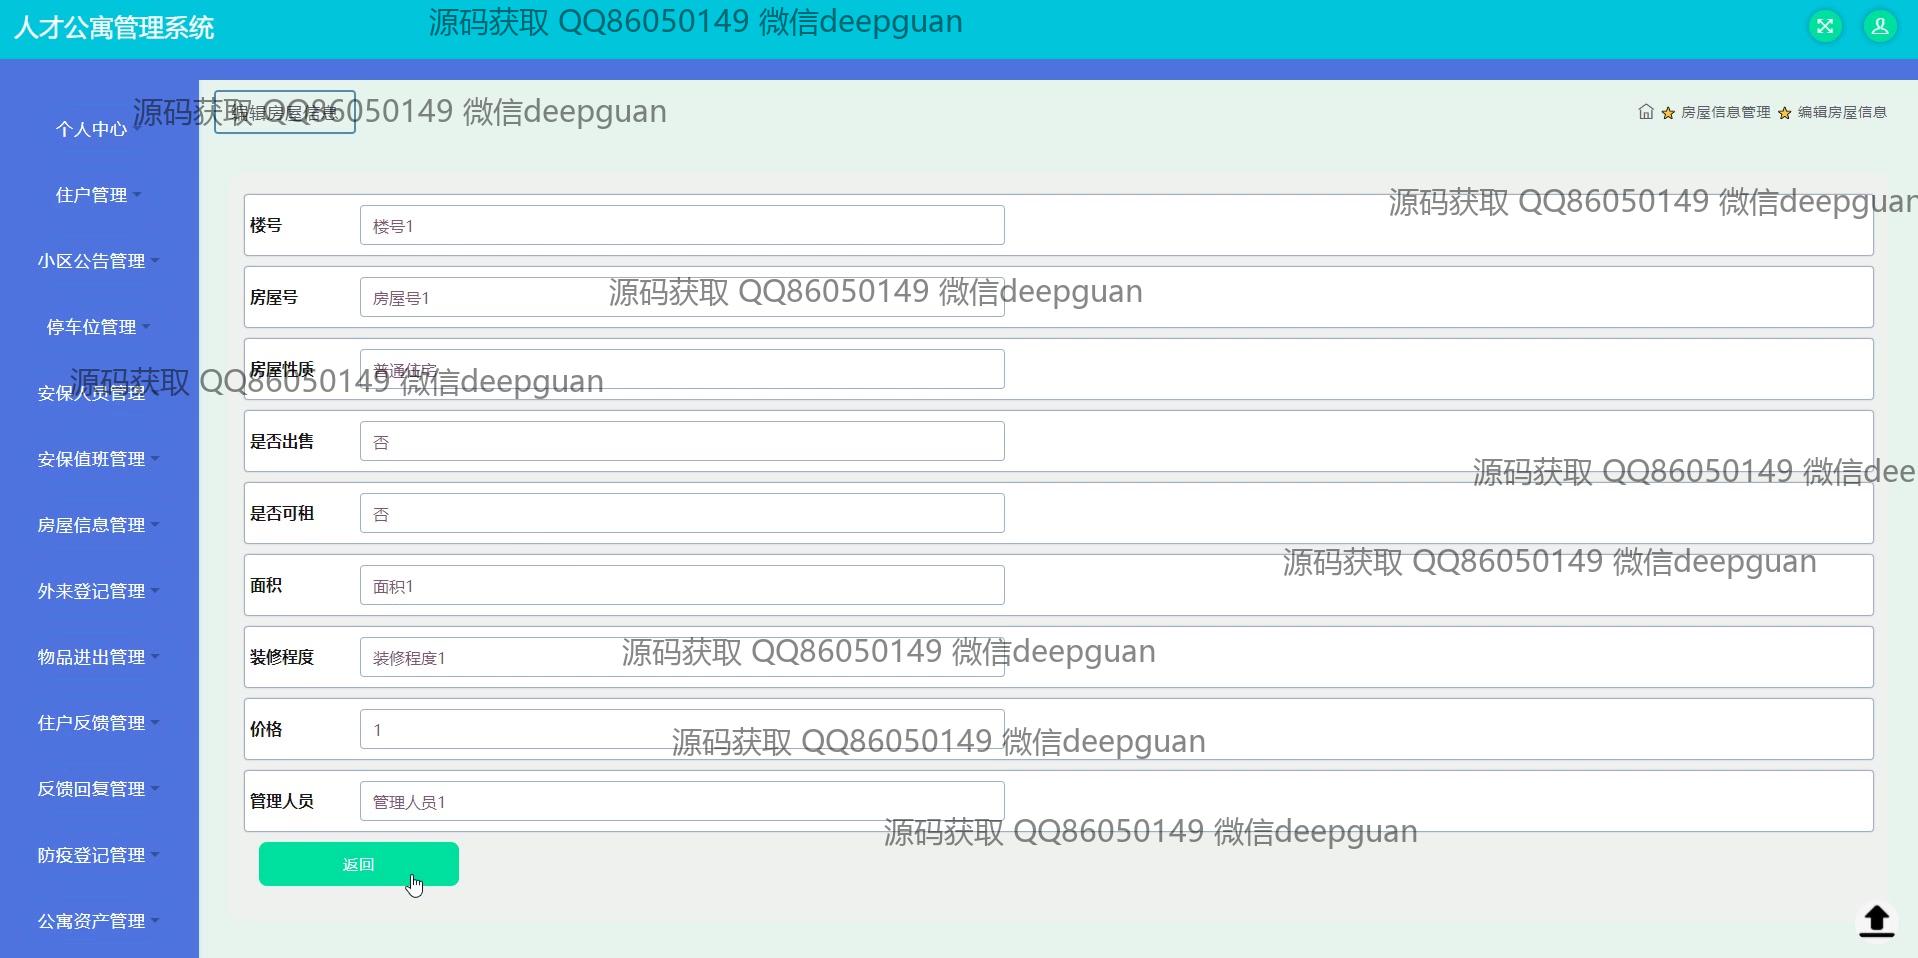 人才公寓管理系统
源码获取 QQ86050149 微信deepguan
源码获取 QQ86050149 微信deepguan
编辑房屋信息
房屋信息管理 编辑房屋信息
个人中心
住户管理
小区公告管理
停车位管理
安保人员管理
安保值班管理
房屋信息管理
外来登记管理
物品进出管理
住户反馈管理
反馈回复管理
防疫登记管理
公寓资产管理
源码获取 QQ86050149 微信deepguan
楼号 楼号1
源码获取 QQ86050149 微信deepguan
房屋号 房屋号1
房屋性质 普通住宅
源码获取 QQ86050149 微信deepguan
是否出售 否
源码获取 QQ86050149 微信dee
是否可租 否
源码获取 QQ86050149 微信deepguan
面积 面积1
源码获取 QQ86050149 微信deepguan
装修程度 装修程度1
价格 1
源码获取 QQ86050149 微信deepguan
管理人员 管理人员1
源码获取 QQ86050149 微信deepguan
返回